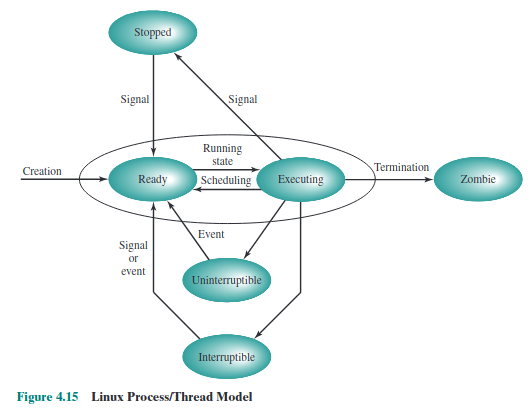 Stopped
Signal
Signal
Running
state
Creation
Ready
Scheduling
Executing
Termination
Zombie
Event
Signal
or
event
Uninterruptible
Interruptible
Figure 4.15 Linux Process/Thread Model